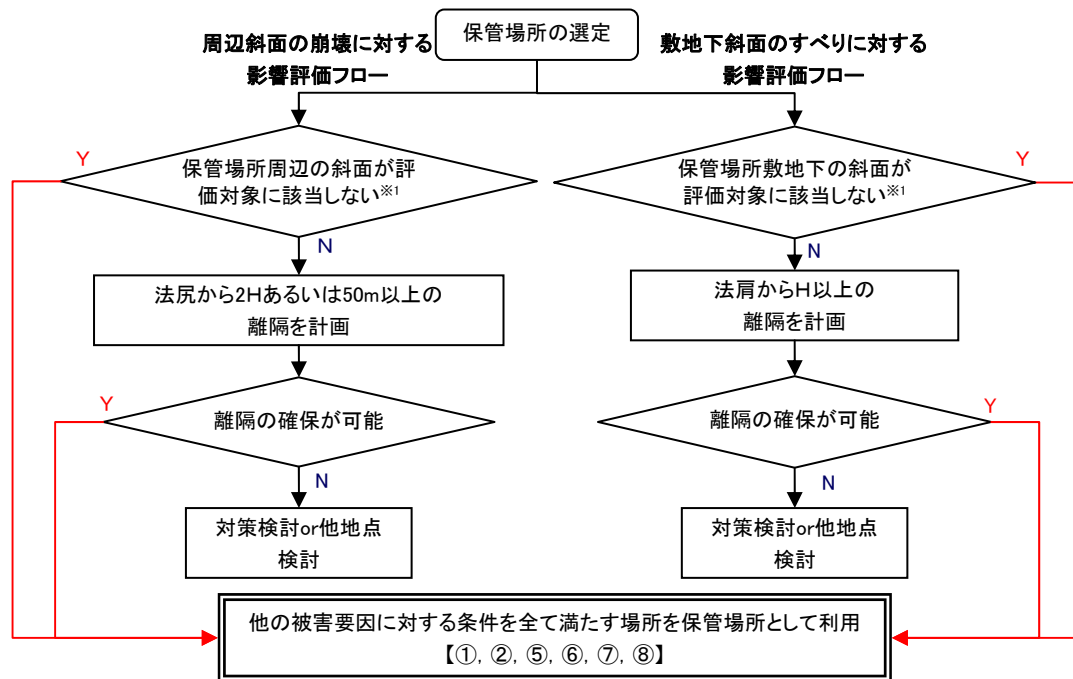 保管場所の選定
周辺斜面の崩壊に対する
影響評価フロー
敷地下斜面のすべりに対する
影響評価フロー
Y
保管場所周辺の斜面が評
価対象に該当しない※1
N
法尻から2Hあるいは50m以上の
離隔を計画
Y
離隔の確保が可能
N
対策検討or他地点
検討
Y
保管場所敷地下の斜面が
評価対象に該当しない※1
N
法肩からH以上の
離隔を計画
Y
離隔の確保が可能
N
対策検討or他地点
検討
他の被害要因に対する条件を全て満たす場所を保管場所として利用
【①, ②, ⑤, ⑥, ⑦, ⑧】